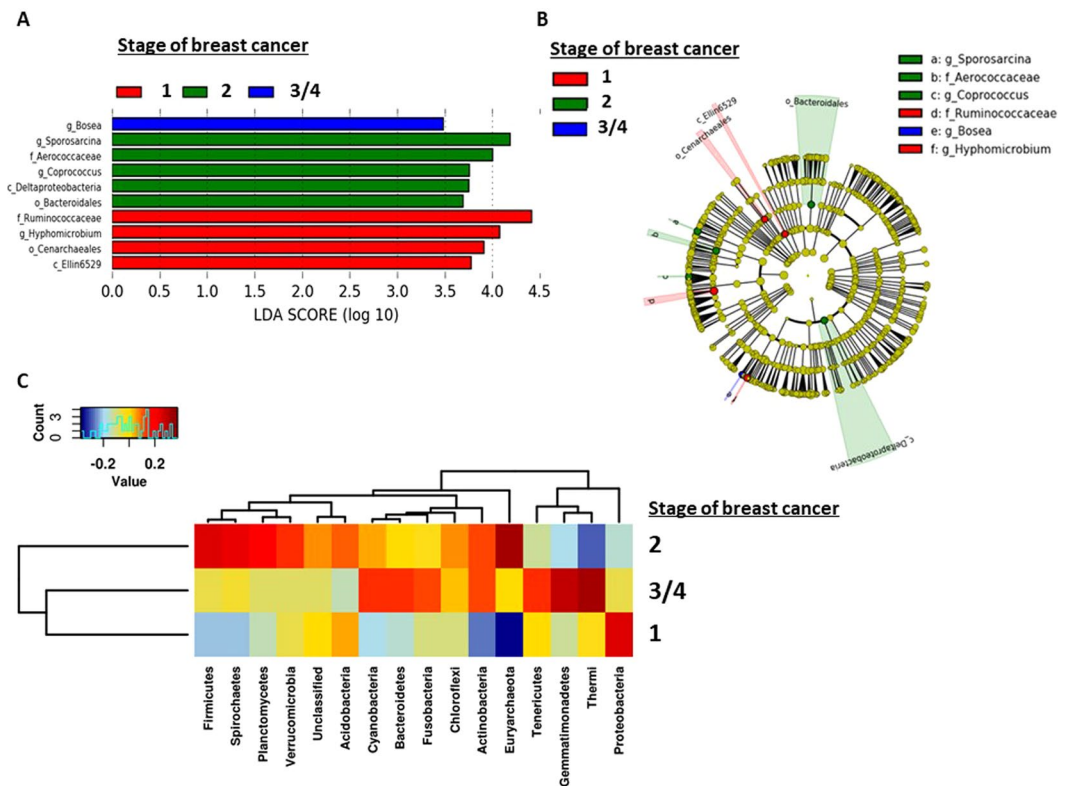 A
Stage of breast cancer
1 2 3/4
g_Bosea
g_Sporosarcina
f_Aerococcaceae
g_Coprococcus
c_Deltaproteobacteria
o_Bacteroidales
f_Ruminococcaceae
g_Hyphomicrobium
o_Cenarchaeales
c_Ellin6529
0.0 0.5 1.0 1.5 2.0 2.5 3.0 3.5 4.0 4.5
LDA SCORE (log 10)
B
Stage of breast cancer
1
2
3/4
a: g_Sporosarcina
b: f_Aerococcaceae
c: g_Coprococcus
d: f_Ruminococcaceae
e: g_Bosea
f: g_Hyphomicrobium
o_Bacteroidales
c_Ellin6529
o_Cenarchaeales
a
b
c
d
e
f
c_Deltaproteobacteria
C
Count
0 3
-0.2 0.2
Value
Stage of breast cancer
2
3/4
1
Firmicutes
Spirochaetes
Planctomycetes
Verrucomicrobia
Unclassified
Acidobacteria
Cyanobacteria
Bacteroidetes
Fusobacteria
Chloroflexi
Actinobacteria
Euryarchaeota
Tenericutes
Gemmatimonadetes
Thermi
Proteobacteria